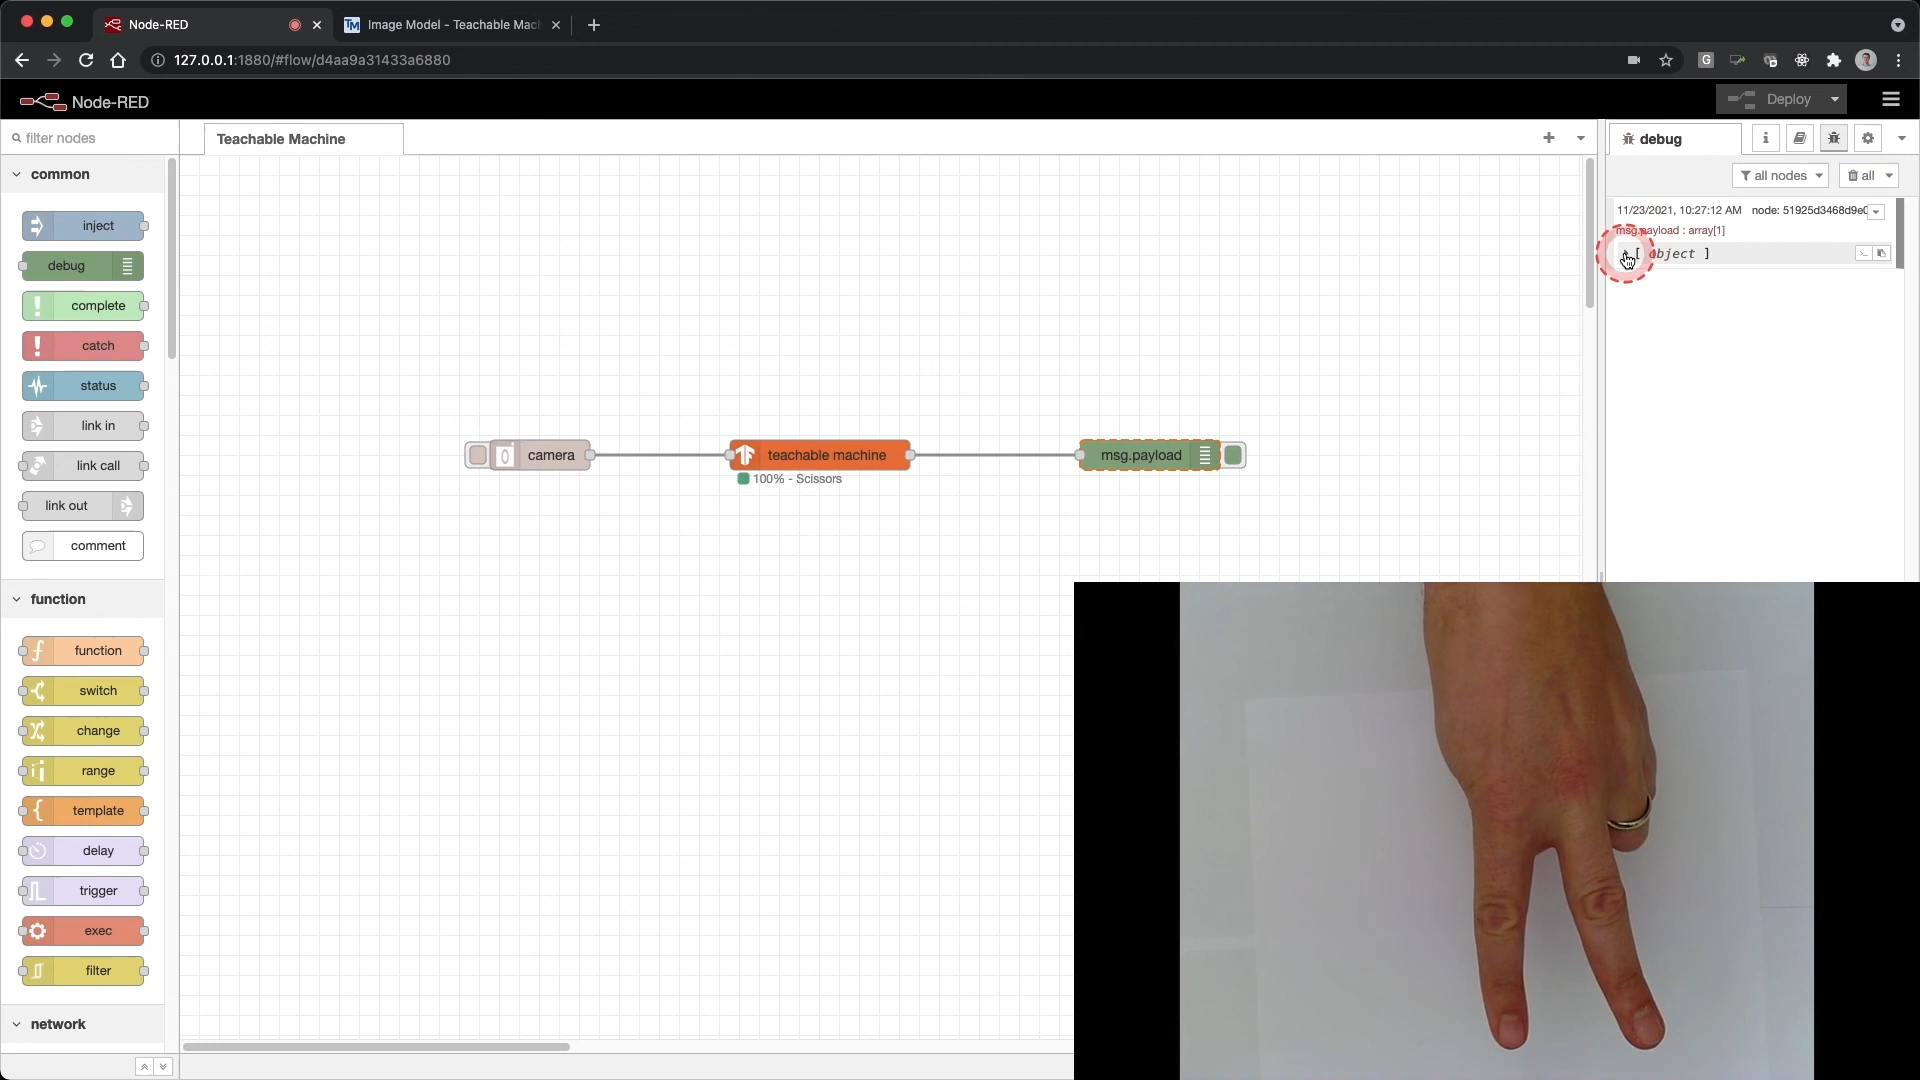 Node-RED
Image Model - Teachable Mach
127.0.0.1:1880/#flow/d4aa9a31433a6880
G
Node-RED
Deploy
filter nodes
Teachable Machine
debug
common
all nodes
all
inject
11/23/2021, 10:27:12 AM node: 51925d3468d9e0
msg.payload : array[1]
[ object ]
debug
complete
catch
status
link in
camera
teachable machine
msg.payload
link call
100% - Scissors
link out
comment
function
function
switch
change
range
template
delay
trigger
exec
filter
network